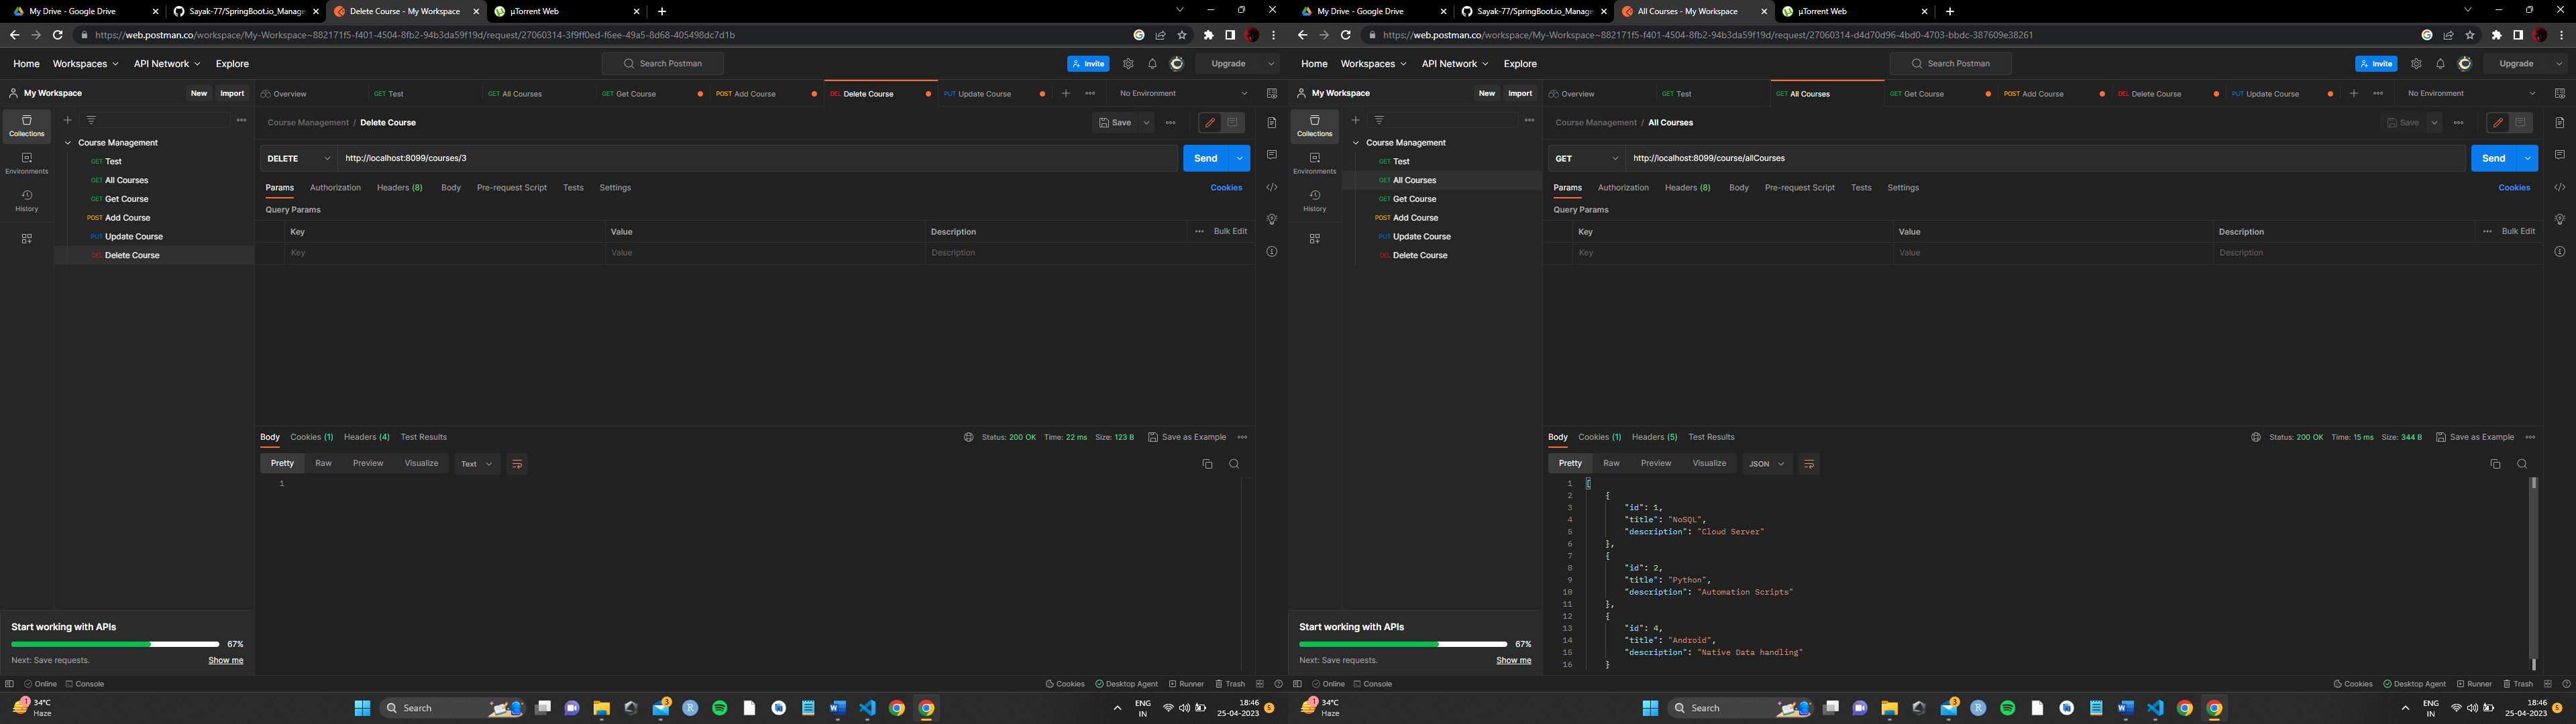 My Drive - Google Drive
Sayak-77/SpringBoot.io_Manage
Delete Course - My Workspace
µTorrent Web
https://web.postman.co/workspace/My-Workspace~882171f5-f401-4504-8fb2-94b3da59f19d/request/27060314-3f9ff0ed-f6ee-49a5-8d68-405498dc7d1b
Home Workspaces API Network Explore Search Postman Invite Upgrade
My Workspace New Import
Overview GET Test GET All Courses GET Get Course POST Add Course DEL Delete Course PUT Update Course No Environment
Collections
Environments
History
Course Management
GET Test
GET All Courses
GET Get Course
POST Add Course
PUT Update Course
DEL Delete Course
Course Management / Delete Course Save
DELETE http://localhost:8099/courses/3 Send
Params Authorization Headers (8) Body Pre-request Script Tests Settings Cookies
Query Params
Key Value Description Bulk Edit
Key Value Description
Body Cookies (1) Headers (4) Test Results Status: 200 OK Time: 22 ms Size: 123 B Save as Example
Pretty Raw Preview Visualize Text
1
Start working with APIs
67%
Next: Save requests. Show me
Online Console Cookies Desktop Agent Runner Trash
1 34°C
Haze
Search
3
ENG
IN
18:46
25-04-2023
5
My Drive - Google Drive
Sayak-77/SpringBoot.io_Manage
All Courses - My Workspace
µTorrent Web
https://web.postman.co/workspace/My-Workspace~882171f5-f401-4504-8fb2-94b3da59f19d/request/27060314-d4d70d96-4bd0-4703-bbdc-387609e38261
Home Workspaces API Network Explore Search Postman Invite Upgrade
My Workspace New Import
Overview GET Test GET All Courses GET Get Course POST Add Course DEL Delete Course PUT Update Course No Environment
Collections
Environments
History
Course Management
GET Test
GET All Courses
GET Get Course
POST Add Course
PUT Update Course
DEL Delete Course
Course Management / All Courses Save
GET http://localhost:8099/course/allCourses Send
Params Authorization Headers (8) Body Pre-request Script Tests Settings Cookies
Query Params
Key Value Description Bulk Edit
Key Value Description
Body Cookies (1) Headers (5) Test Results Status: 200 OK Time: 15 ms Size: 344 B Save as Example
Pretty Raw Preview Visualize JSON
1 [
2 {
3 "id": 1,
4 "title": "NoSQL",
5 "description": "Cloud Server"
6 },
7 {
8 "id": 2,
9 "title": "Python",
10 "description": "Automation Scripts"
11 },
12 {
13 "id": 4,
14 "title": "Android",
15 "description": "Native Data handling"
16 }
Start working with APIs
67%
Next: Save requests. Show me
Online Console Cookies Desktop Agent Runner Trash
1 34°C
Haze
Search
3
ENG
IN
18:46
25-04-2023
5